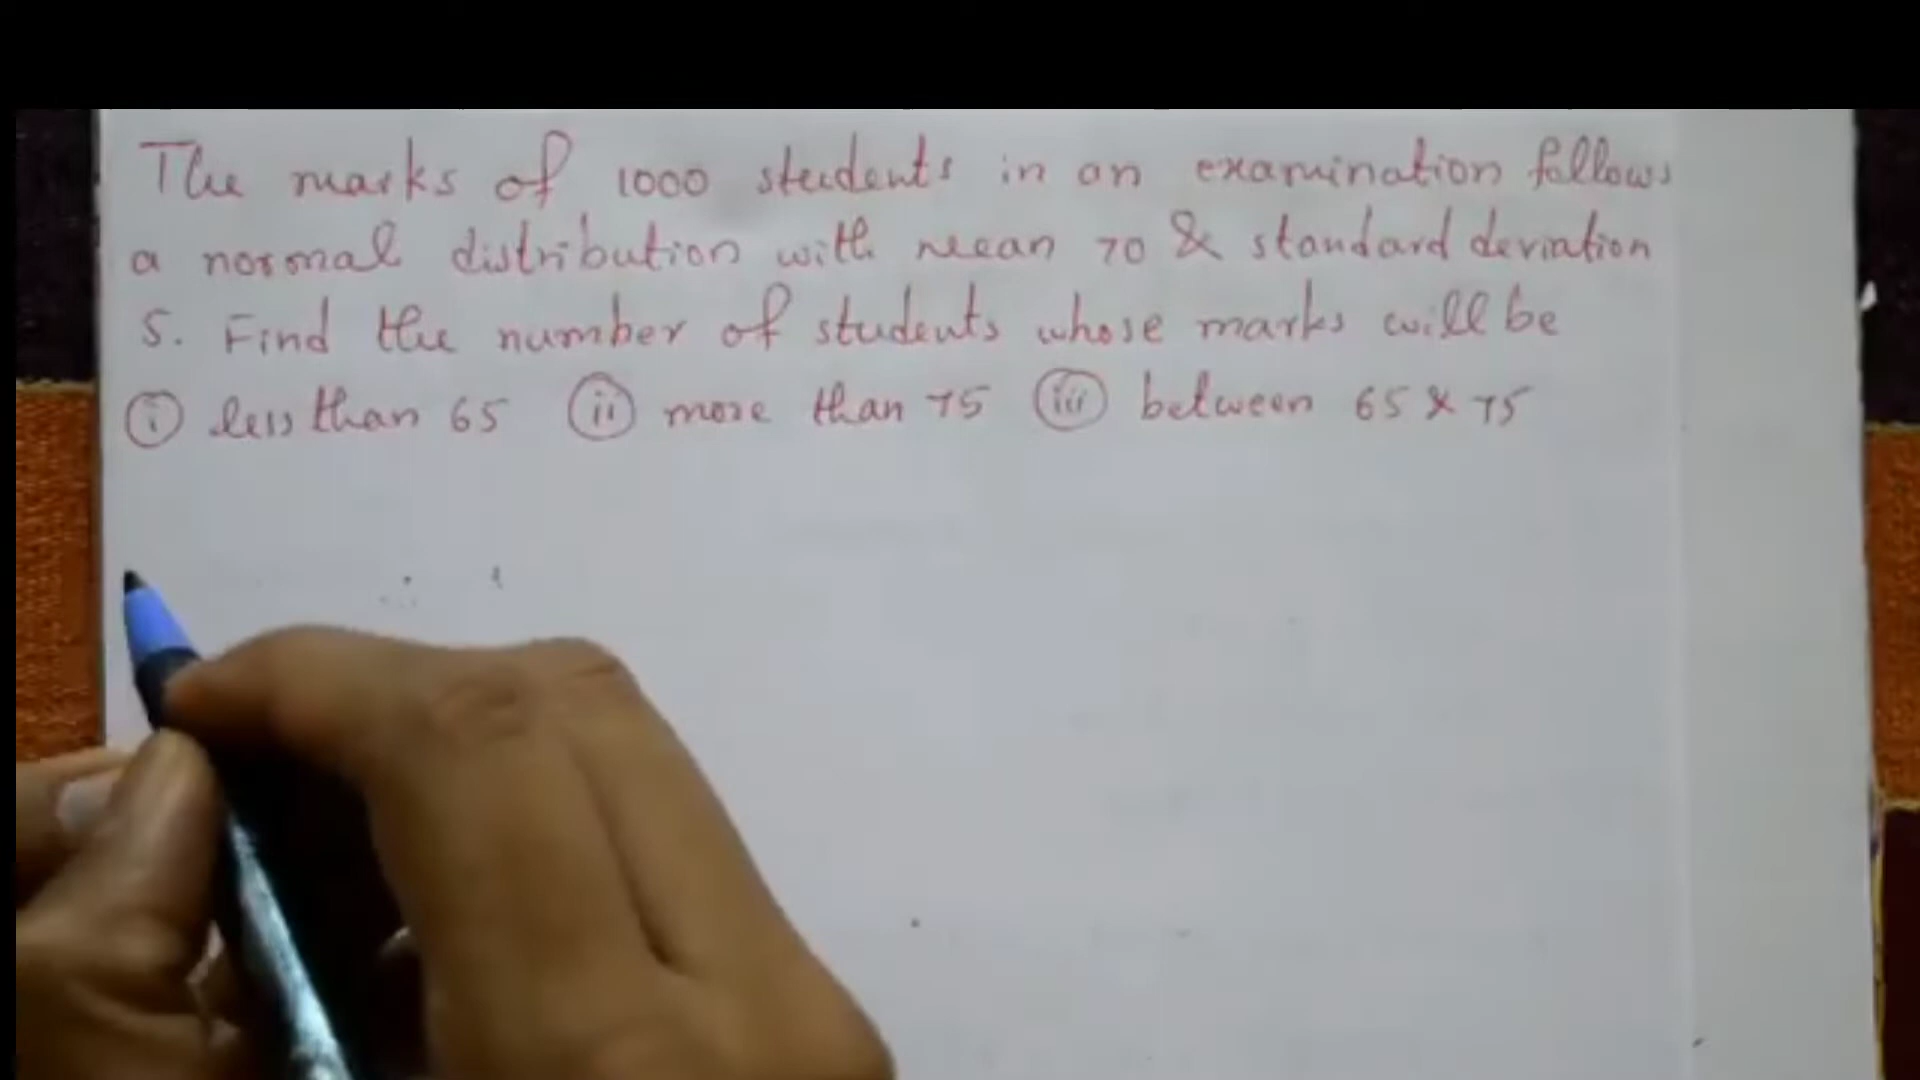 The marks of 1000 students in an examination follows
a normal distribution with mean 70 & standard deviation
5. Find the number of students whose marks will be
(i) less than 65 (ii) more than 75 (iii) between 65 & 75